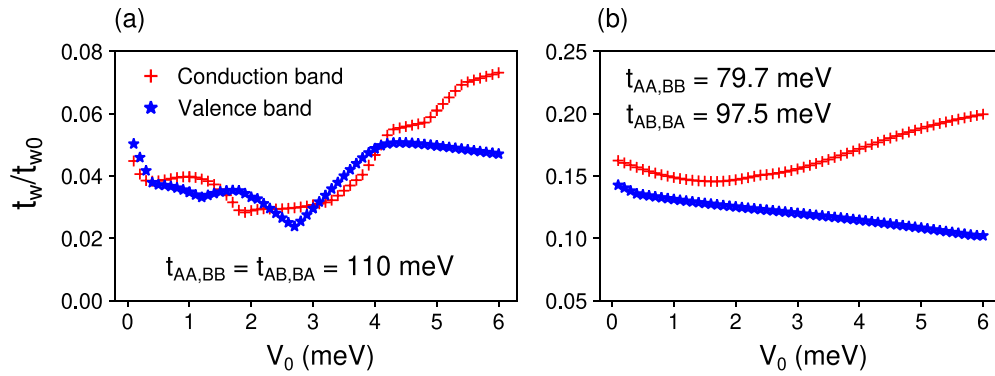 (a)
0.08
0.06
0.04
0.02
0.00
t_w/t_w0
Conduction band
Valence band
t_AA,BB = t_AB,BA = 110 meV
0 1 2 3 4 5 6
V_0 (meV)
(b)
0.25
0.20
0.15
0.10
0.05
t_AA,BB = 79.7 meV
t_AB,BA = 97.5 meV
0 1 2 3 4 5 6
V_0 (meV)